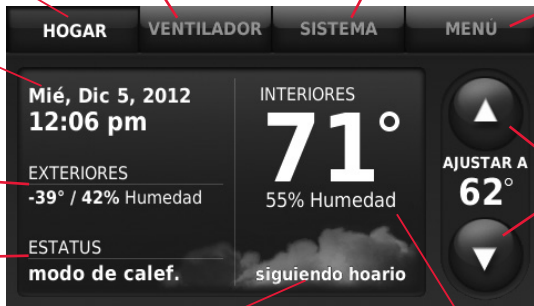 HOGAR VENTILADOR SISTEMA MENÚ
Mié, Dic 5, 2012
12:06 pm
EXTERIORES
-39° / 42% Humedad
ESTATUS
modo de calef.
INTERIORES
71°
55% Humedad
siguiendo hoario
AJUSTAR A
62°